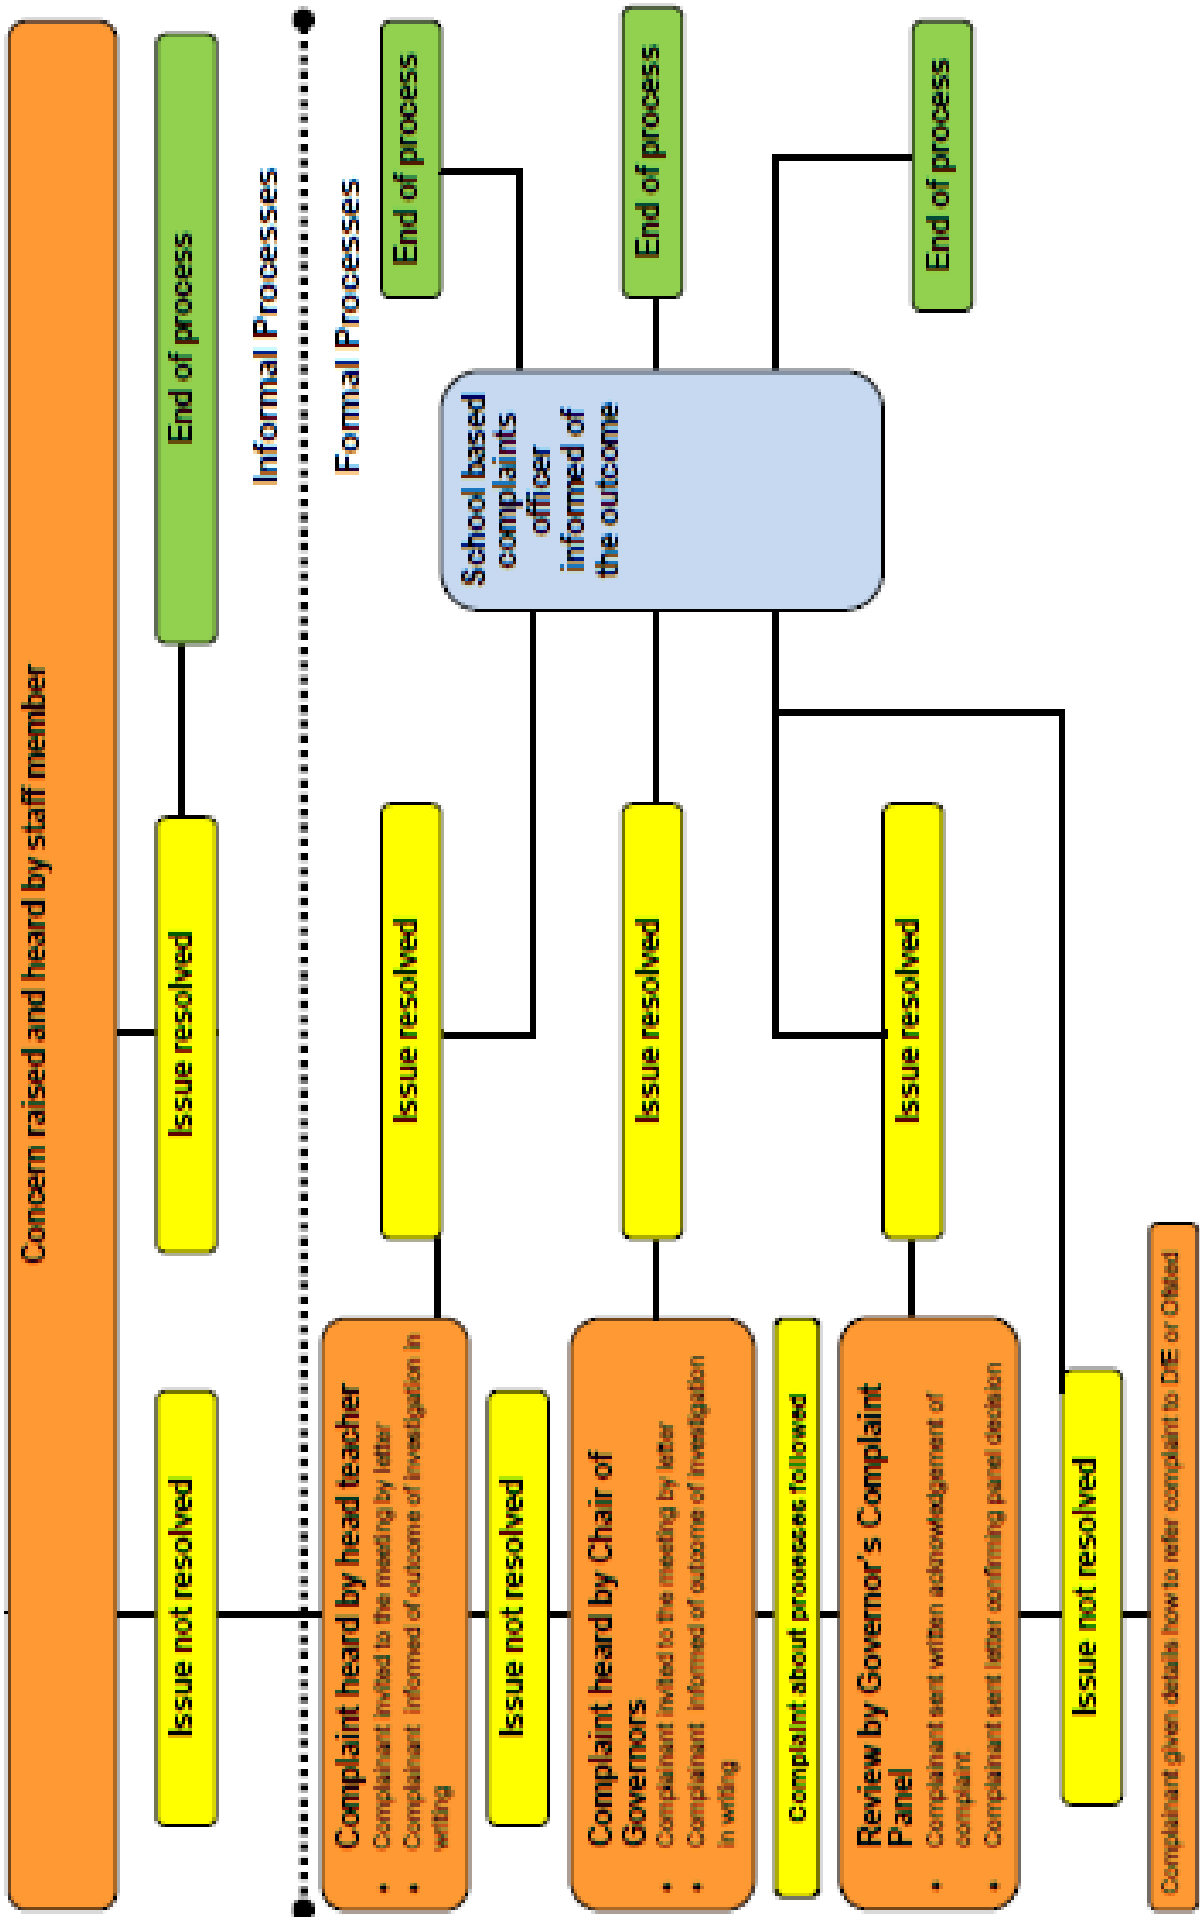 Concern raised and heard by staff member
Issue not resolved
Issue resolved
End of process
Informal Processes
Formal Processes
Complaint heard by head teacher
• Complainant invited to the meeting by letter
• Complainant informed of outcome of investigation in
writing
Issue resolved
End of process
Issue not resolved
School based
complaints
officer
informed of
the outcome
Complaint heard by Chair of
Governors
• Complainant invited to the meeting by letter
• Complainant informed of outcome of investigation
in writing
Issue resolved
End of process
Complaint about processes followed
Review by Governor's Complaint
Panel
• Complainant sent written acknowledgement of
complaint
• Complainant sent letter confirming panel decision
Issue resolved
End of process
Issue not resolved
Complainant given details how to refer complaint to DfE or Ofsted